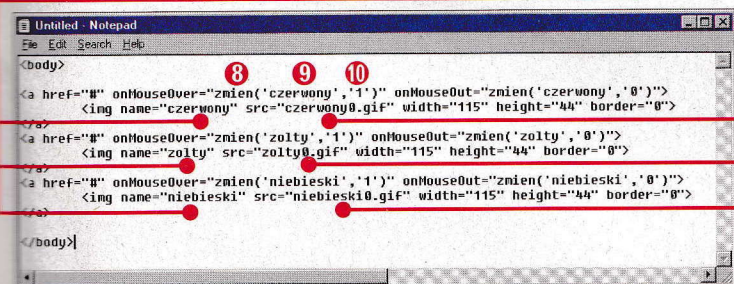 Untitled - Notepad
File Edit Search Help
<body>
8 9 10
<a href="#" onMouseOver="zmien('czerwony','1')" onMouseOut="zmien('czerwony','0')">
<img name="czerwony" src="czerwony0.gif" width="115" height="44" border="0">
</a>
<a href="#" onMouseOver="zmien('zolty','1')" onMouseOut="zmien('zolty','0')">
<img name="zolty" src="zolty0.gif" width="115" height="44" border="0">
</a>
<a href="#" onMouseOver="zmien('niebieski','1')" onMouseOut="zmien('niebieski','0')">
<img name="niebieski" src="niebieski0.gif" width="115" height="44" border="0">
</a>
</body>